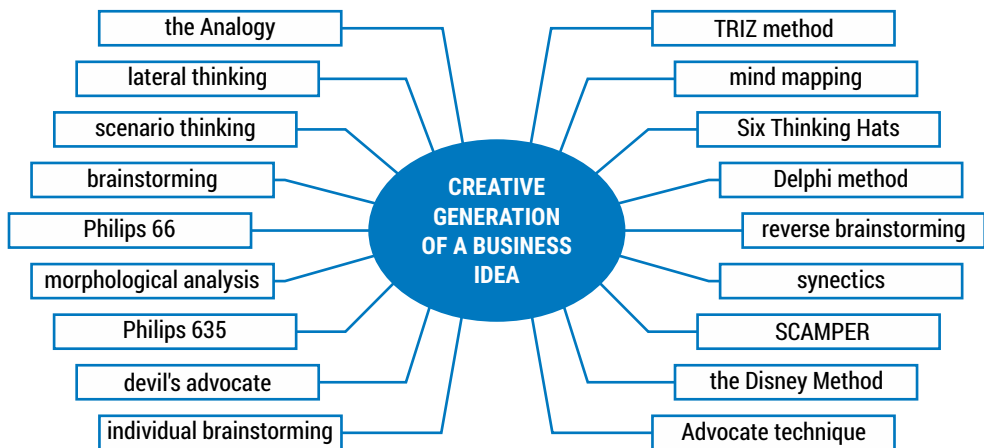 the Analogy
lateral thinking
scenario thinking
brainstorming
Philips 66
morphological analysis
Philips 635
devil's advocate
individual brainstorming
CREATIVE
GENERATION
OF A BUSINESS
IDEA
TRIZ method
mind mapping
Six Thinking Hats
Delphi method
reverse brainstorming
synectics
SCAMPER
the Disney Method
Advocate technique